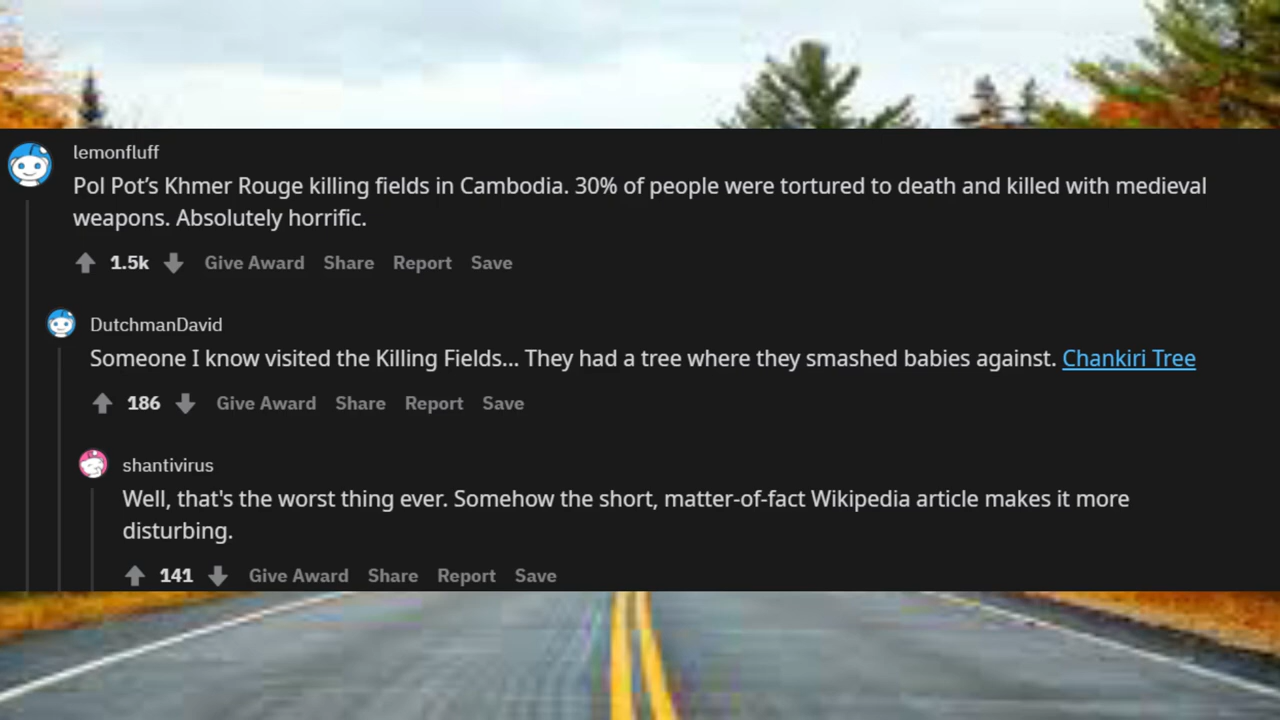 lemonfluff
Pol Pot’s Khmer Rouge killing fields in Cambodia. 30% of people were tortured to death and killed with medieval
weapons. Absolutely horrific.
1.5k Give Award Share Report Save
DutchmanDavid
Someone I know visited the Killing Fields... They had a tree where they smashed babies against. Chankiri Tree
186 Give Award Share Report Save
shantivirus
Well, that's the worst thing ever. Somehow the short, matter-of-fact Wikipedia article makes it more
disturbing.
141 Give Award Share Report Save